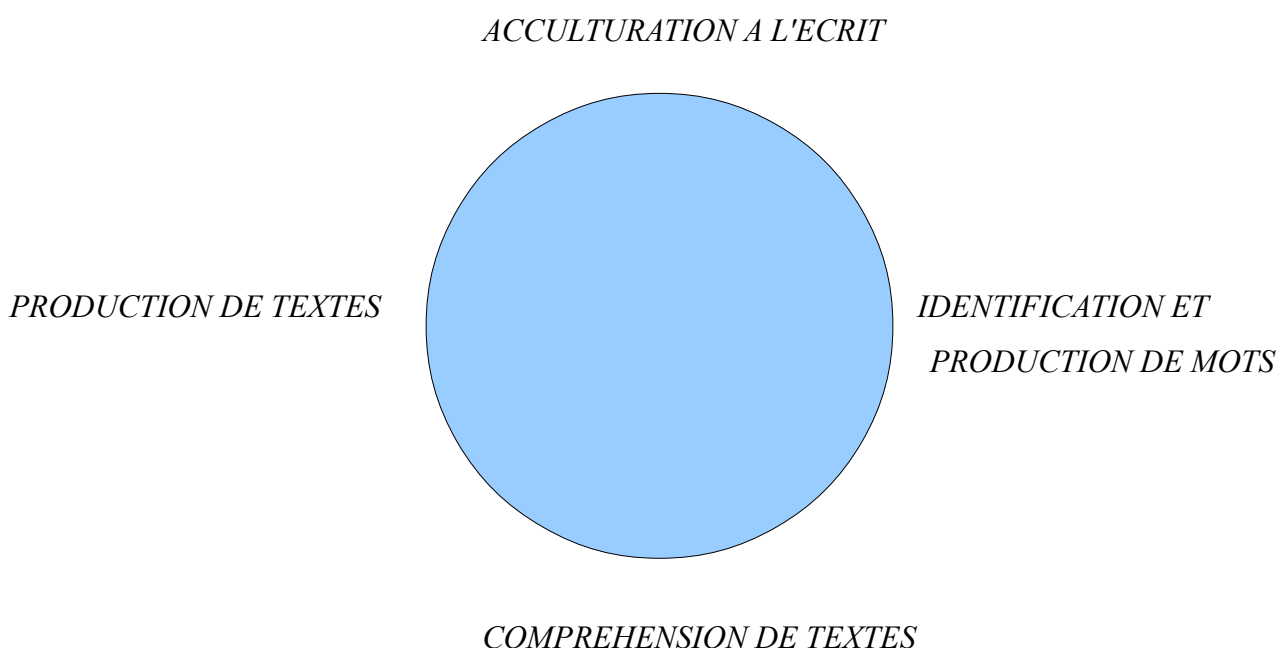 ACCULTURATION A L'ECRIT
PRODUCTION DE TEXTES
IDENTIFICATION ET
PRODUCTION DE MOTS
COMPREHENSION DE TEXTES